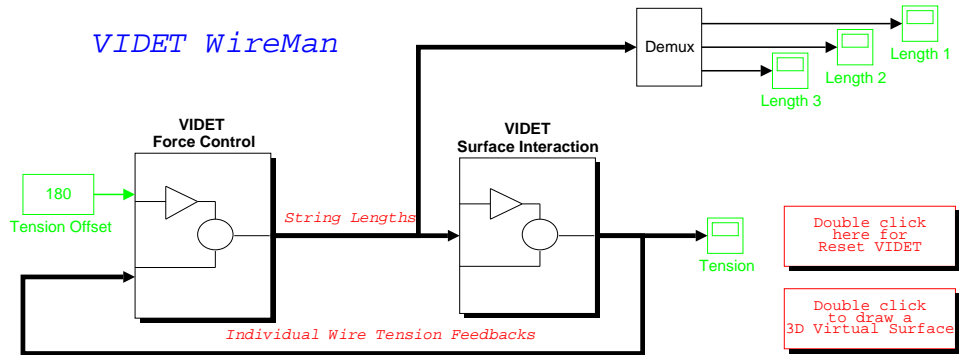 VIDET WireMan
Demux
Length 1
Length 2
Length 3
VIDET
Force Control
VIDET
Surface Interaction
180
Tension Offset
String Lengths
Tension
Double click
here for
Reset VIDET
Individual Wire Tension Feedbacks
Double click
to draw a
3D Virtual Surface